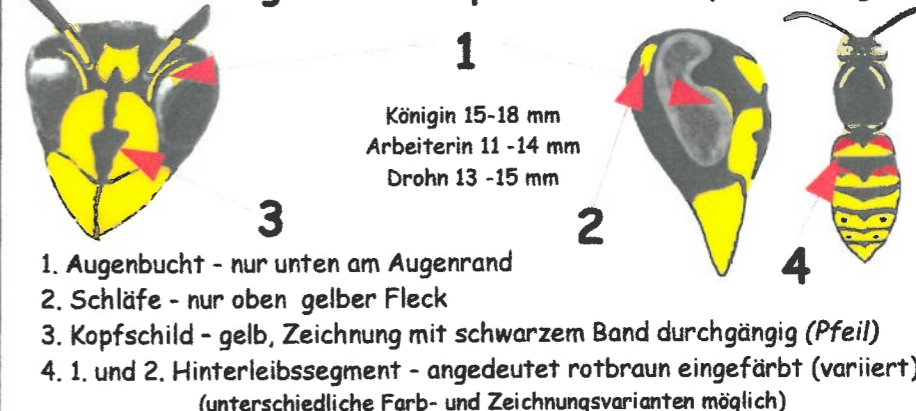 1
Königin 15-18 mm
Arbeiterin 11 -14 mm
Drohn 13 -15 mm
3
2
4
1. Augenbucht - nur unten am Augenrand
2. Schläfe - nur oben gelber Fleck
3. Kopfschild - gelb, Zeichnung mit schwarzem Band durchgängig (Pfeil)
4. 1. und 2. Hinterleibssegment - angedeutet rotbraun eingefärbt (variiert)
(unterschiedliche Farb- und Zeichnungsvarianten möglich)